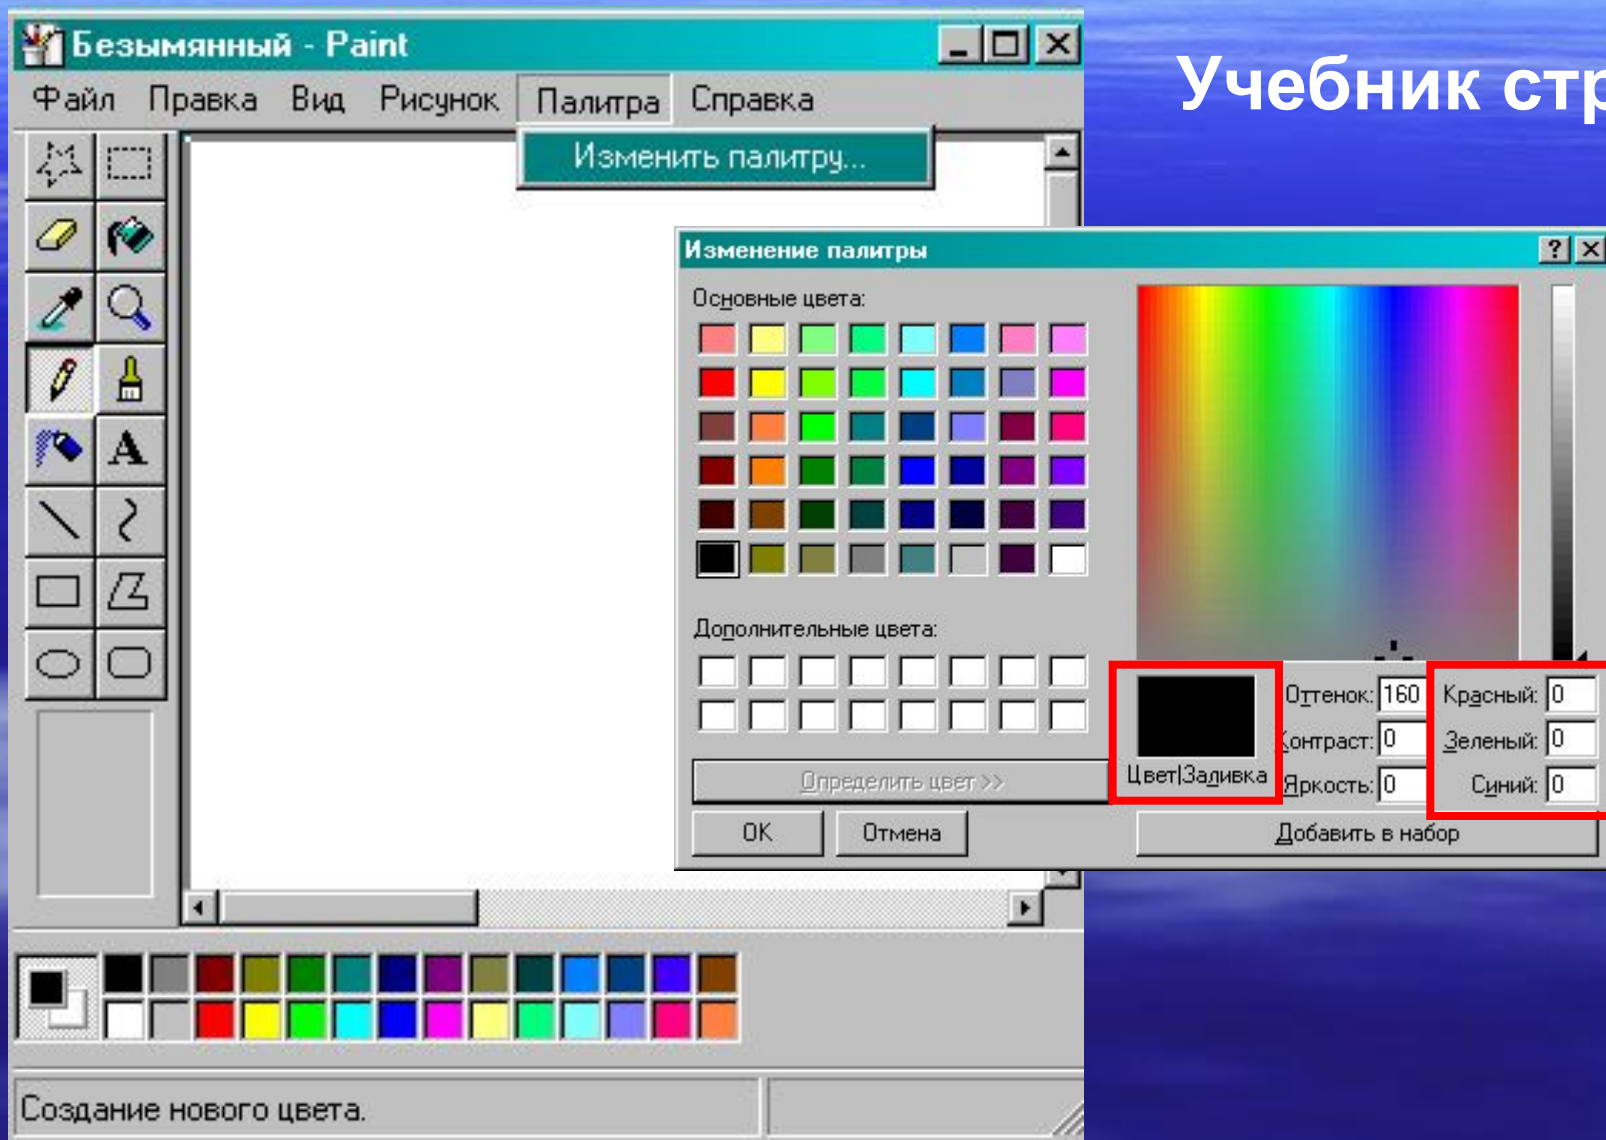 Безымянный - Paint
Учебник стр
Файл Правка Вид Рисунок Палитра Справка
Изменить палитру...
Изменение палитры
Основные цвета:
Дополнительные цвета:
Оттенок: 160 Красный: 0
Контраст: 0 Зеленый: 0
Цвет|Заливка Яркость: 0 Синий: 0
Определить цвет >>
ОК Отмена Добавить в набор
A
Создание нового цвета.